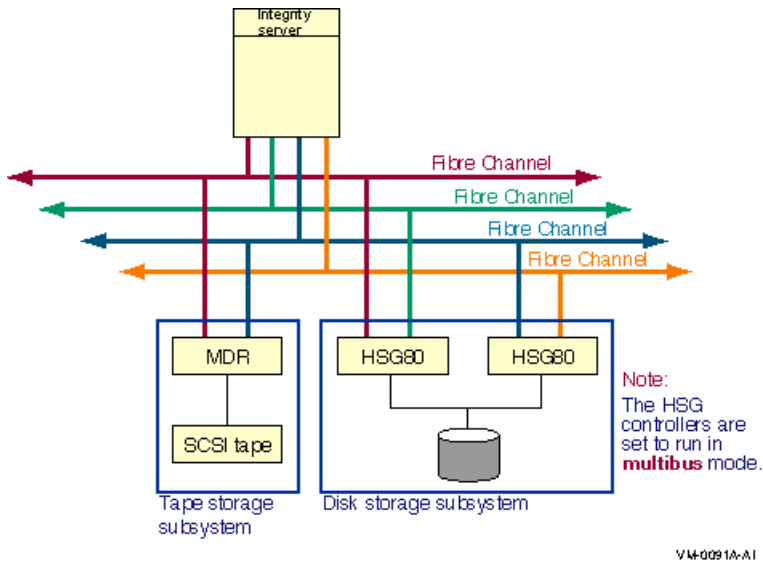 Integrity
server
Fibre Channel
Fibre Channel
Fibre Channel
Fibre Channel
MDR
HSG80
HSG80
SCSI tape
Note:
The HSG
controllers are
set to run in
multibus mode.
Tape storage
subsystem
Disk storage subsystem
VM-0091A-AI